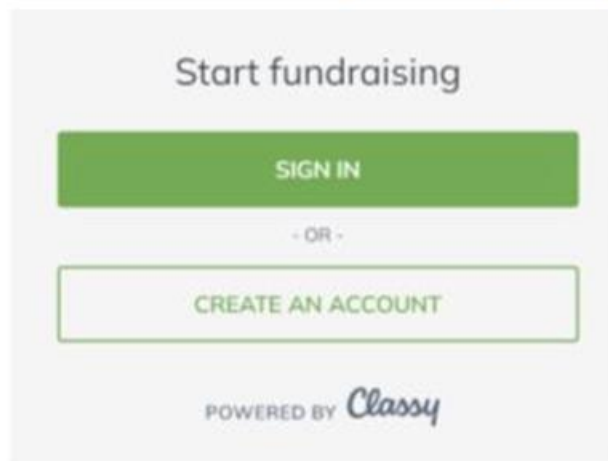 Start fundraising
SIGN IN
- OR -
CREATE AN ACCOUNT
POWERED BY Classy